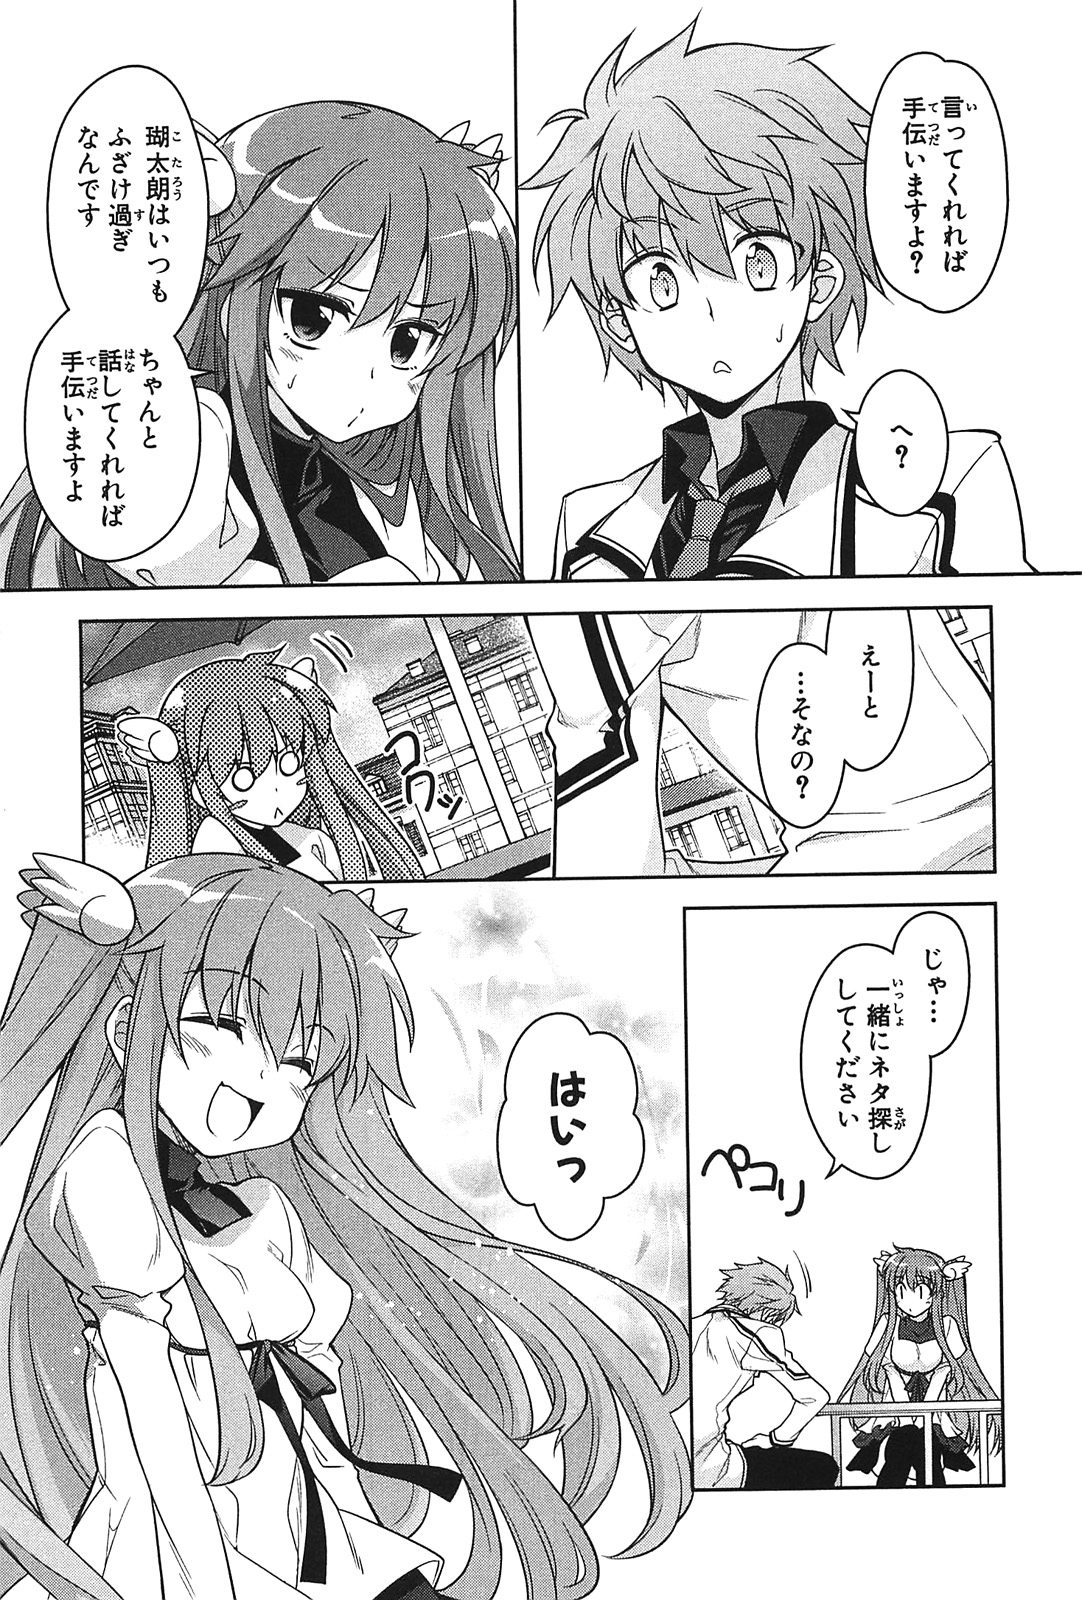 言ってくれれば
手伝いますよ？
へ？
瑚太朗はいつも
ふざけ過ぎ
なんです
ちゃんと
話してくれれば
手伝いますよ
えーと
…そなの？
コワッ
じゃ…
一緒にネタ探し
してください
ペコリ
はいっ